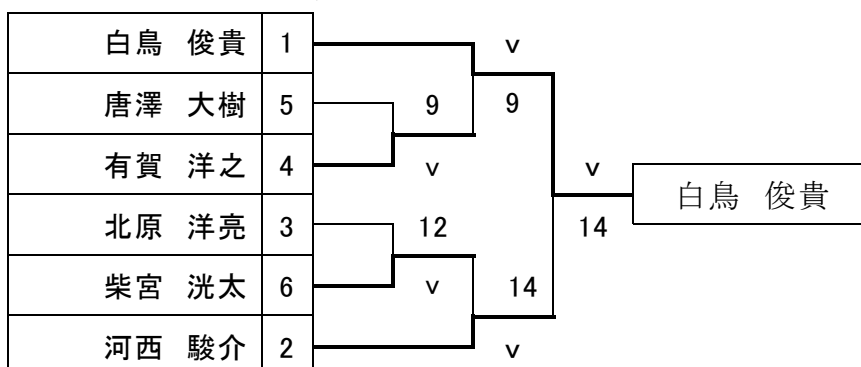 白鳥 俊貴 1 v
唐澤 大樹 5 9 9
有賀 洋之 4 v v
白鳥 俊貴
北原 洋亮 3 12 14
柴宮 洸太 6 v 14
河西 駿介 2 v